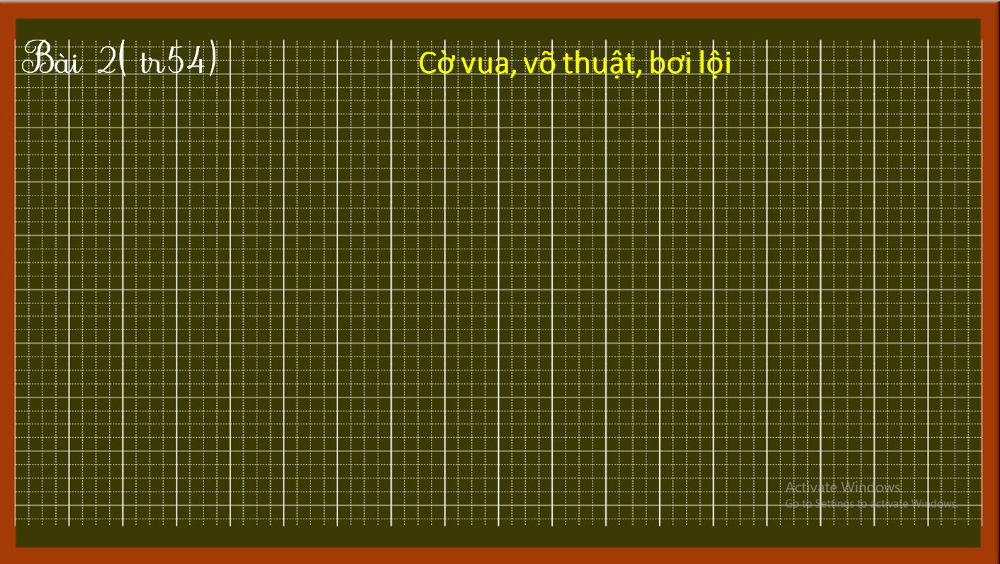 Bài 2( tr54)
Cờ vua, võ thuật, bơi lội
Activate Windows
Go to Settings to activate Windows.